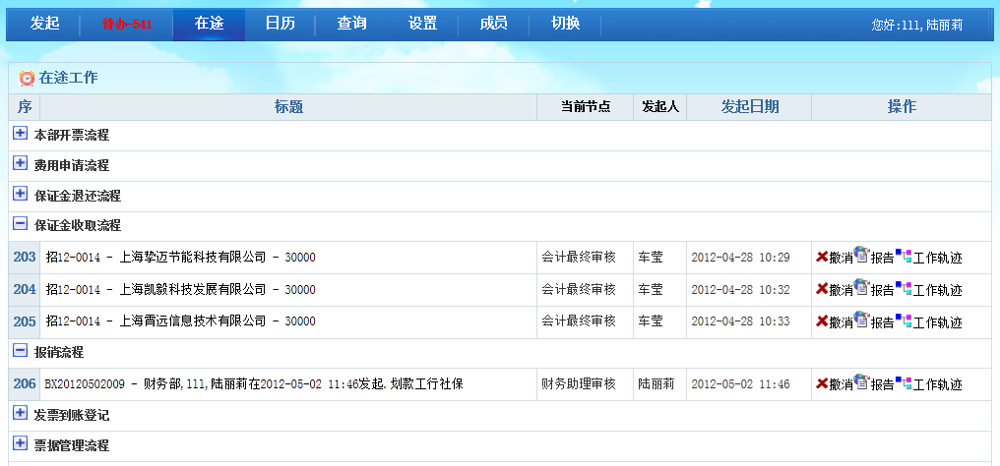 发起 待办-541 在途 日历 查询 设置 成员 切换 您好:lll,陆丽莉
在途工作
序 标题 当前节点 发起人 发起日期 操作
本部开票流程
费用申请流程
保证金退还流程
保证金收取流程
203 招12-0014 - 上海挚迈节能科技有限公司 - 30000 会计最终审核 车莹 2012-04-28 10:29 撤消 报告 工作轨迹
204 招12-0014 - 上海凯毅科技发展有限公司 - 30000 会计最终审核 车莹 2012-04-28 10:32 撤消 报告 工作轨迹
205 招12-0014 - 上海霄远信息技术有限公司 - 30000 会计最终审核 车莹 2012-04-28 10:33 撤消 报告 工作轨迹
报销流程
206 BX20120502009 - 财务部,lll,陆丽莉在2012-05-02 11:46发起.划款工行社保 财务助理审核 陆丽莉 2012-05-02 11:46 撤消 报告 工作轨迹
发票到账登记
票据管理流程